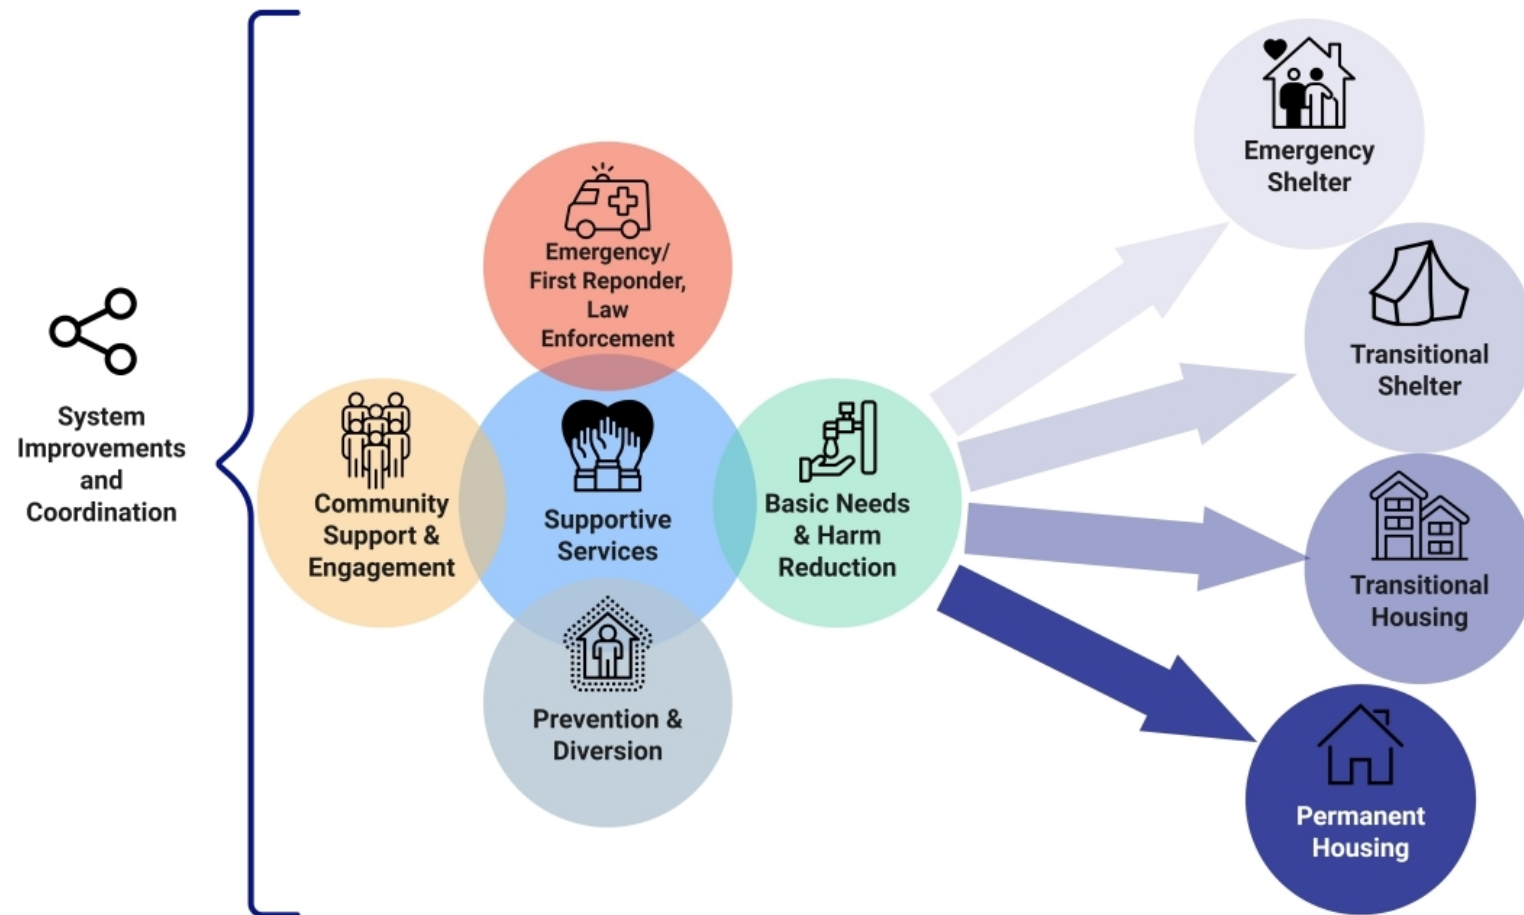 System
Improvements
and
Coordination
Community
Support &
Engagement
Emergency/
First Reponder,
Law
Enforcement
Supportive
Services
Prevention &
Diversion
Basic Needs
& Harm
Reduction
Emergency
Shelter
Transitional
Shelter
Transitional
Housing
Permanent
Housing